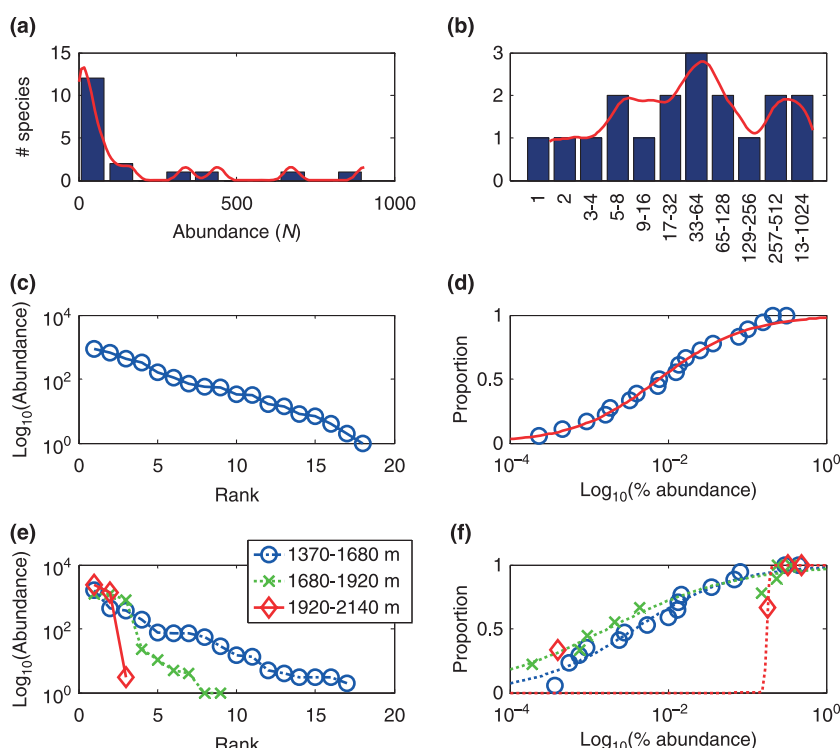 (a)
# species
15
10
5
0
0
500
1000
Abundance (N)
(b)
3
2
1
0
1
2
3-4
5-8
9-16
17-32
33-64
65-128
129-256
257-512
13-1024
(c)
Log10(Abundance)
10^4
10^2
10^0
0
5
10
15
20
Rank
(d)
Proportion
1
0.5
0
10^–4
10^–2
10^0
Log10(% abundance)
(e)
Log10(Abundance)
10^4
10^2
10^0
1370-1680 m
1680-1920 m
1920-2140 m
0
5
10
15
20
Rank
(f)
Proportion
1
0.5
0
10^–4
10^–2
10^0
Log10(% abundance)